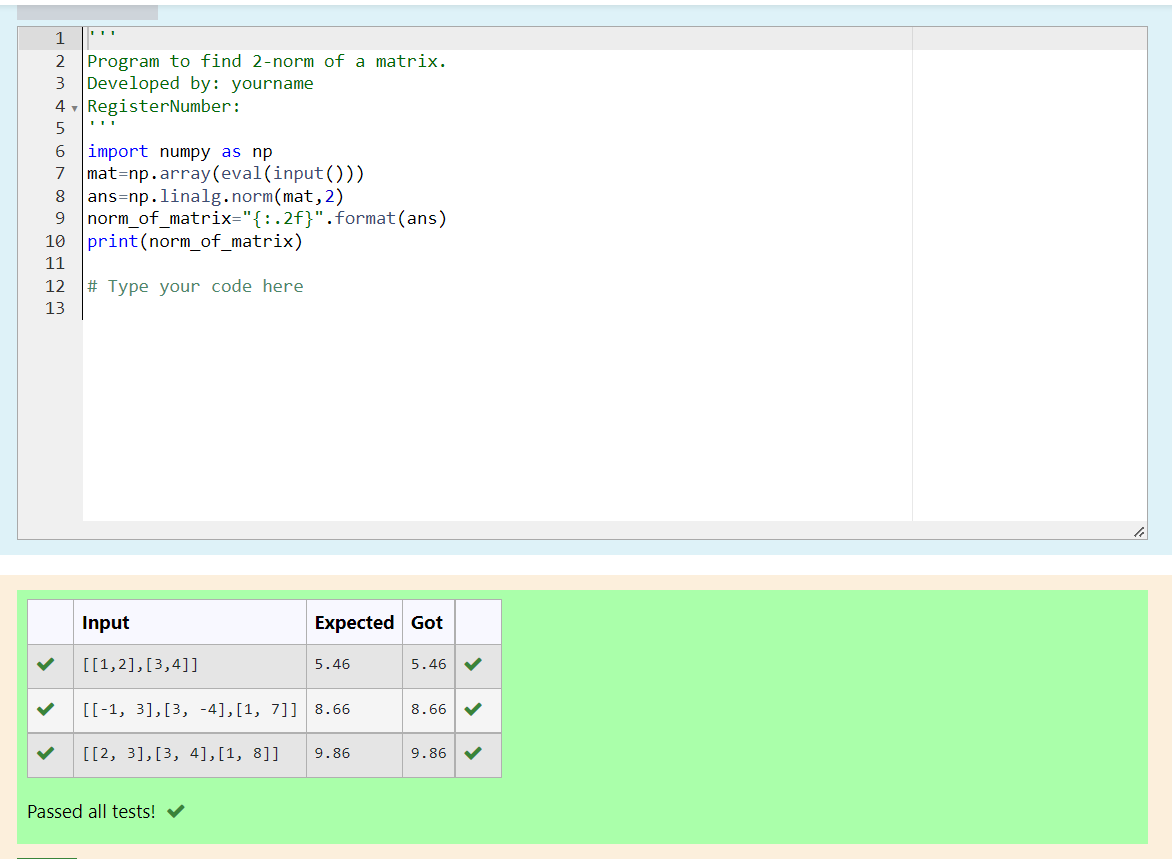 1 '''
2 Program to find 2-norm of a matrix.
3 Developed by: yourname
4 RegisterNumber:
5 '''
6 import numpy as np
7 mat=np.array(eval(input()))
8 ans=np.linalg.norm(mat,2)
9 norm_of_matrix="{:.2f}".format(ans)
10 print(norm_of_matrix)
11
12 # Type your code here
13
Input Expected Got
[[1,2],[3,4]] 5.46 5.46
[[-1, 3],[3, -4],[1, 7]] 8.66 8.66
[[2, 3],[3, 4],[1, 8]] 9.86 9.86
Passed all tests!